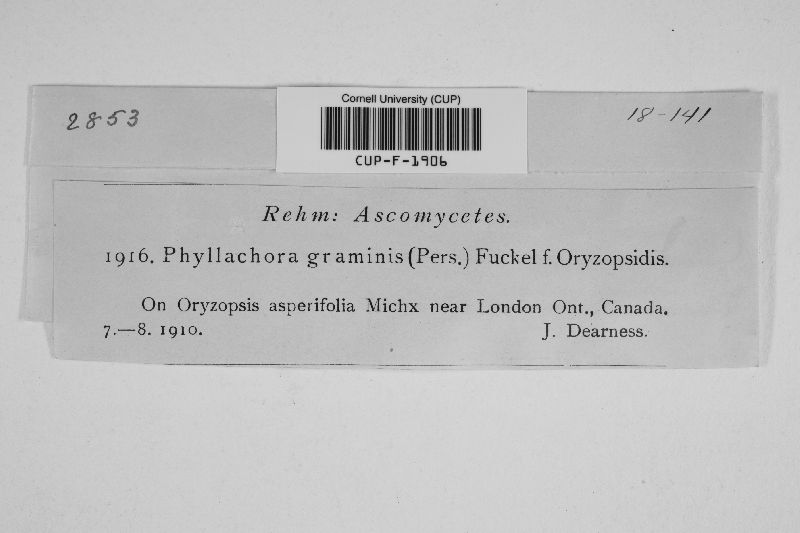 2853
Cornell University (CUP)
CUP-F-1906
18-141
Rehm: Ascomycetes.
1916. Phyllachora graminis (Pers.) Fuckel f. Oryzopsidis.
On Oryzopsis asperifolia Michx near London Ont., Canada.
7.—8. 1910. J. Dearness.